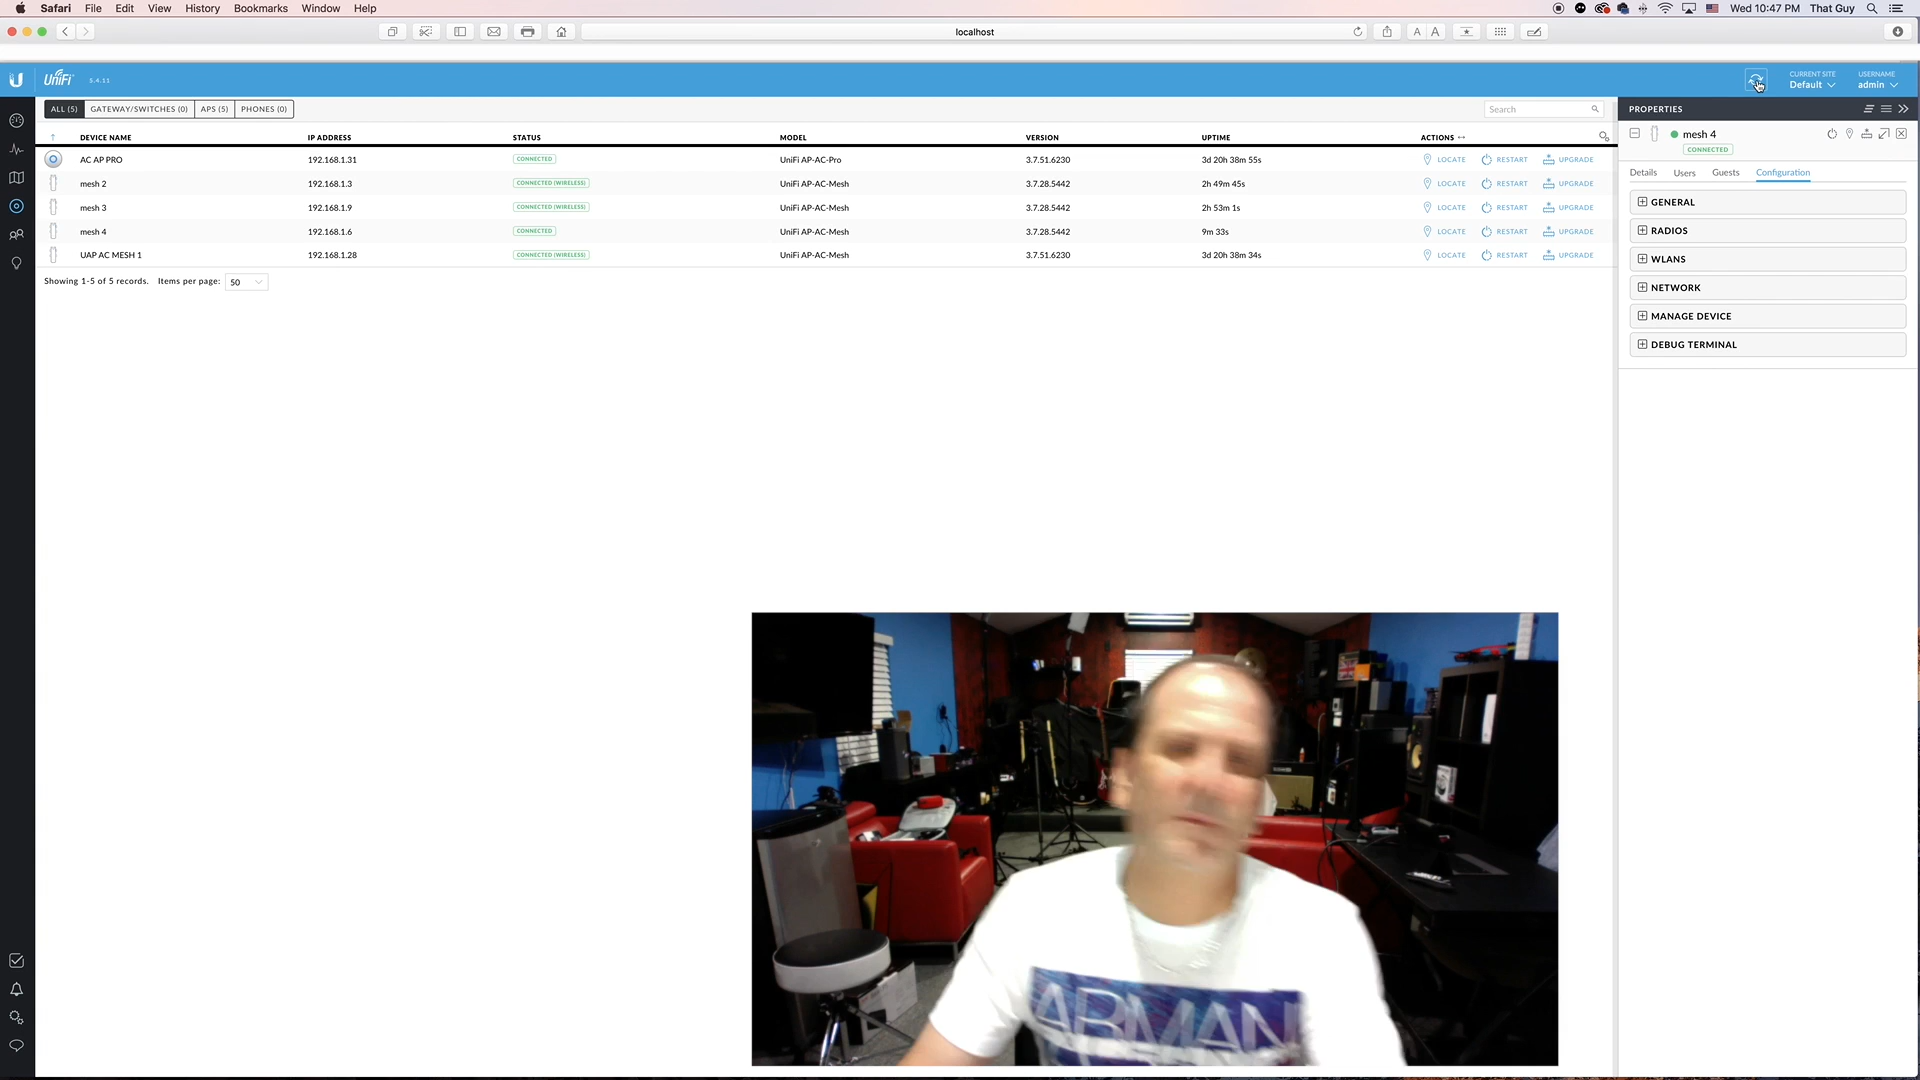 Safari File Edit View History Bookmarks Window Help Wed 10:47 PM That Guy
localhost A A
U UniFi 5.4.11 CURRENT SITE Default USERNAME admin
ALL (5) GATEWAY/SWITCHES (0) APS (5) PHONES (0) Search
DEVICE NAME IP ADDRESS STATUS MODEL VERSION UPTIME ACTIONS
AC AP PRO 192.168.1.31 CONNECTED UniFi AP-AC-Pro 3.7.51.6230 3d 20h 38m 55s LOCATE RESTART UPGRADE
mesh 2 192.168.1.3 CONNECTED (WIRELESS) UniFi AP-AC-Mesh 3.7.28.5442 2h 49m 45s LOCATE RESTART UPGRADE
mesh 3 192.168.1.9 CONNECTED (WIRELESS) UniFi AP-AC-Mesh 3.7.28.5442 2h 53m 1s LOCATE RESTART UPGRADE
mesh 4 192.168.1.6 CONNECTED UniFi AP-AC-Mesh 3.7.28.5442 9m 33s LOCATE RESTART UPGRADE
UAP AC MESH 1 192.168.1.28 CONNECTED (WIRELESS) UniFi AP-AC-Mesh 3.7.51.6230 3d 20h 38m 34s LOCATE RESTART UPGRADE
Showing 1-5 of 5 records. Items per page: 50
PROPERTIES
mesh 4
CONNECTED
Details Users Guests Configuration
GENERAL
RADIOS
WLANS
NETWORK
MANAGE DEVICE
DEBUG TERMINAL
ARMAN